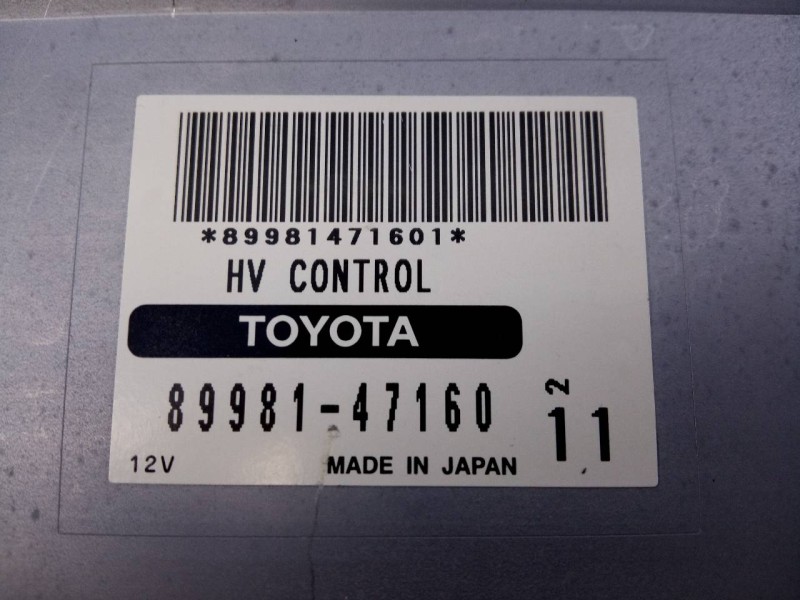 *89981471601*
HV CONTROL
TOYOTA
89981-47160
2
11
12V MADE IN JAPAN